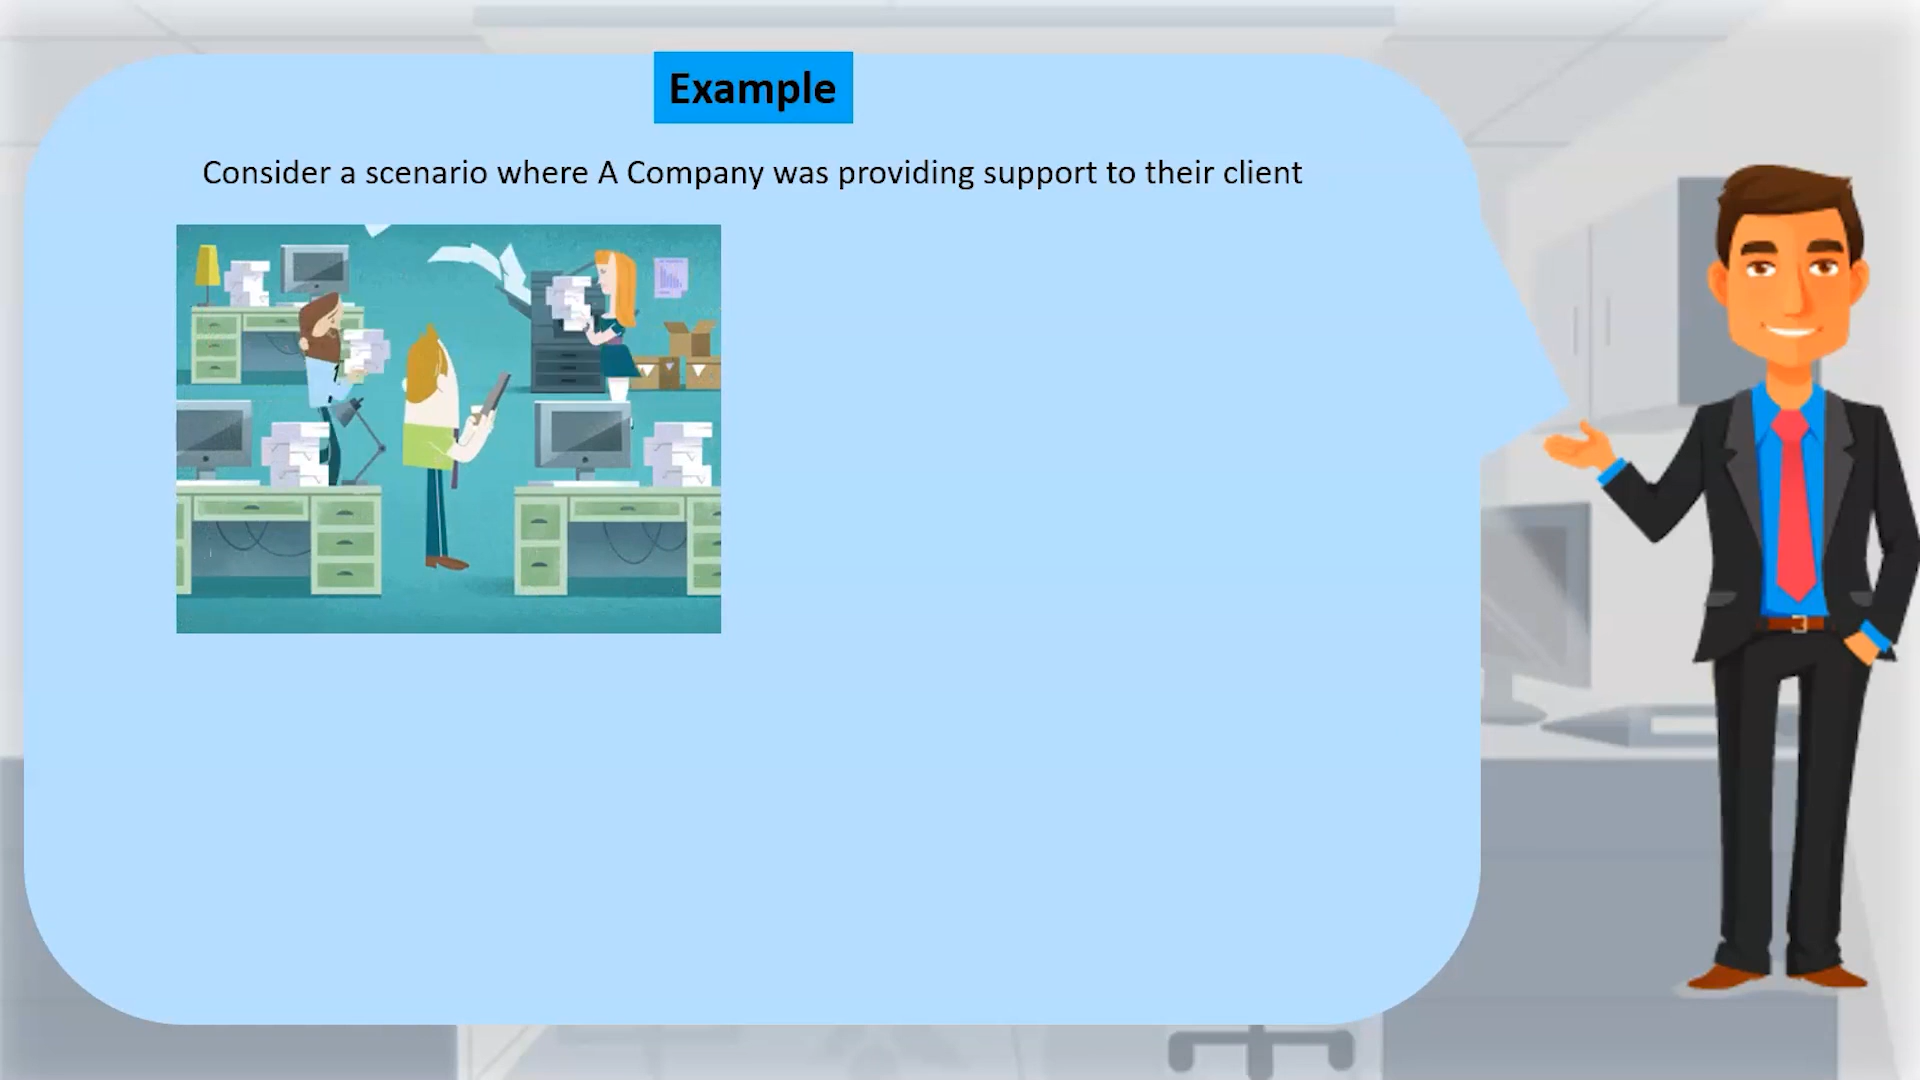 Example
Consider a scenario where A Company was providing support to their client